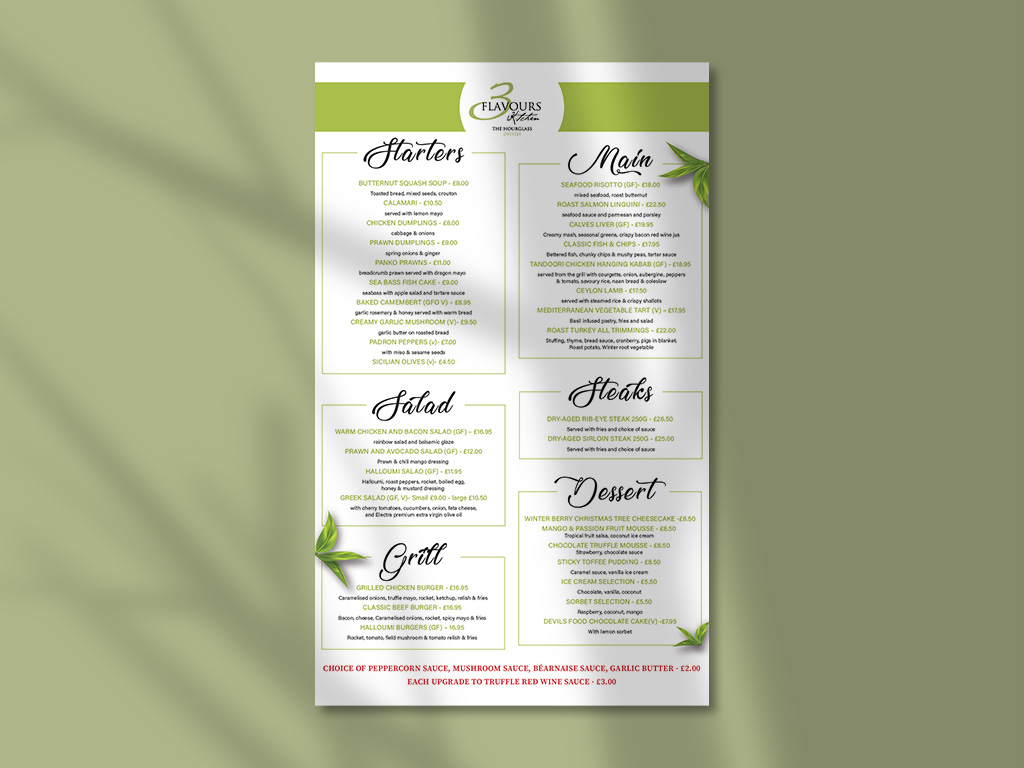 3
FLAVOURS
Kitchen
THE HOURGLASS
DEVIZES
Starters
BUTTERNUT SQUASH SOUP - £8.00
Toasted bread, mixed seeds, crouton
CALAMARI - £10.50
served with lemon mayo
CHICKEN DUMPLINGS - £8.00
cabbage & onions
PRAWN DUMPLINGS – £9.00
spring onions & ginger
PANKO PRAWNS - £11.00
breadcrumb prawn served with dragon mayo
SEA BASS FISH CAKE - £9.00
seabass with apple salad and tartare sauce
BAKED CAMEMBERT (GFO V) – £8.95
garlic rosemary & honey served with warm bread
CREAMY GARLIC MUSHROOM (V)- £9.50
garlic butter on roasted bread
PADRON PEPPERS (v)- £7.00
with miso & sesame seeds
SICILIAN OLIVES (v)- £4.50
Salad
WARM CHICKEN AND BACON SALAD (GF) – £16.95
rainbow salad and balsamic glaze
PRAWN AND AVOCADO SALAD (GF) - £12.00
Prawn & chili mango dressing
HALLOUMI SALAD (GF) - £11.95
Halloumi, roast peppers, rocket, boiled egg,
honey & mustard dressing
GREEK SALAD (GF, V)- Small £9.00 - large £10.50
with cherry tomatoes, cucumbers, onion, feta cheese,
and Electra premium extra virgin olive oil
Grill
GRILLED CHICKEN BURGER - £16.95
Caramelised onions, truffle mayo, rocket, ketchup, relish & fries
CLASSIC BEEF BURGER - £16.95
Bacon, cheese, Caramelised onions, rocket, spicy mayo & fries
HALLOUMI BURGERS (GF) – 16.95
Rocket, tomato, field mushroom & tomato relish & fries
Main
SEAFOOD RISOTTO (GF)- £18.00
mixed seafood, roast butternut
ROAST SALMON LINGUINI - £22.50
seafood sauce and parmesan and parsley
CALVES LIVER (GF) - £19.95
Creamy mash, seasonal greens, crispy bacon red wine jus
CLASSIC FISH & CHIPS - £17.95
Battered fish, chunky chips & mushy peas, tartar sauce
TANDOORI CHICKEN HANGING KABAB (GF) - £18.95
served from the grill with courgette, onion, aubergine, peppers
& tomato, savoury rice, naan bread & coleslaw
CEYLON LAMB - £17.50
served with steamed rice & crispy shallots
MEDITERRANEAN VEGETABLE TART (V) – £17.95
Basil infused pastry, fries and salad
ROAST TURKEY ALL TRIMMINGS – £22.00
Stuffing, thyme, bread sauce, cranberry, pigs in blanket.
Roast potato, Winter root vegetable
Steaks
DRY-AGED RIB-EYE STEAK 250G - £26.50
Served with fries and choice of sauce
DRY-AGED SIRLOIN STEAK 250G - £25.00
Served with fries and choice of sauce
Dessert
WINTER BERRY CHRISTMAS TREE CHEESECAKE -£8.50
MANGO & PASSION FRUIT MOUSSE - £8.50
Tropical fruit salsa, coconut ice cream
CHOCOLATE TRUFFLE MOUSSE - £8.50
Strawberry, chocolate sauce
STICKY TOFFEE PUDDING - £8.50
Caramel sauce, vanilla ice cream
ICE CREAM SELECTION - £5.50
Chocolate, vanilla, coconut
SORBET SELECTION - £5.50
Raspberry, coconut, mango
DEVILS FOOD CHOCOLATE CAKE(V) -£7.95
With lemon sorbet
CHOICE OF PEPPERCORN SAUCE, MUSHROOM SAUCE, BÉARNAISE SAUCE, GARLIC BUTTER - £2.00
EACH UPGRADE TO TRUFFLE RED WINE SAUCE - £3.00